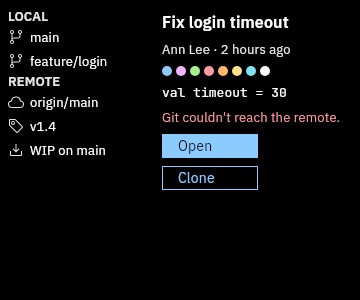 LOCAL
main
feature/login
REMOTE
origin/main
v1.4
WIP on main
Fix login timeout
Ann Lee · 2 hours ago
val timeout = 30
Git couldn't reach the remote.
Open
Clone